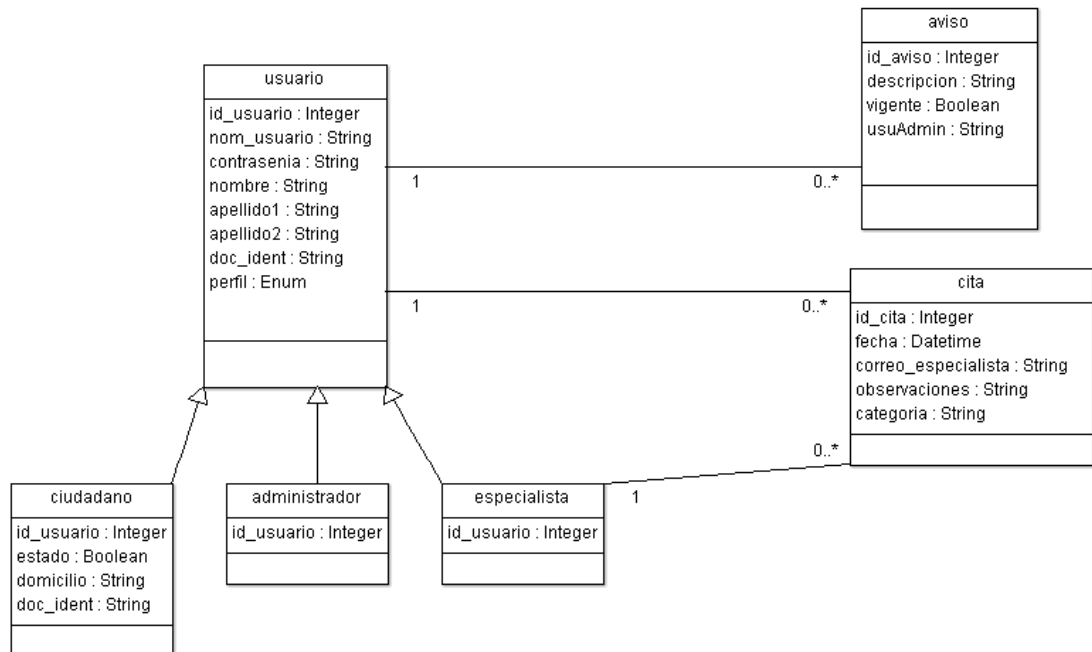 aviso
id_aviso : Integer
descripcion : String
vigente : Boolean
usuAdmin : String
usuario
id_usuario : Integer
nom_usuario : String
contrasenia : String
nombre : String
apellido1 : String
apellido2 : String
doc_ident : String
perfil : Enum
1
0..*
1
0..*
cita
id_cita : Integer
fecha : Datetime
correo_especialista : String
observaciones : String
categoria : String
0..*
1
ciudadano
id_usuario : Integer
estado : Boolean
domicilio : String
doc_ident : String
administrador
id_usuario : Integer
especialista
id_usuario : Integer